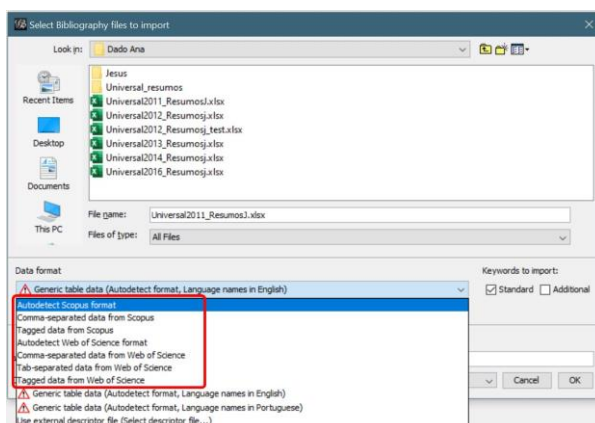 Select Bibliography files to import
Look in: Dado Ana
Jesus
Universal_resumos
Universal2011_ResumosJ.xlsx
Universal2012_Resumosj.xlsx
Universal2012_Resumosj_test.xlsx
Universal2013_Resumosj.xlsx
Universal2014_Resumosj.xlsx
Universal2016_Resumosj.xlsx
Recent Items
Desktop
Documents
This PC
File name: Universal2011_ResumosJ.xlsx
Files of type: All Files
Data format
Keywords to import:
Generic table data (Autodetect format, Language names in English)
Standard Additional
Autodetect Scopus format
Comma-separated data from Scopus
Tagged data from Scopus
Autodetect Web of Science format
Comma-separated data from Web of Science
Tab-separated data from Web of Science
Tagged data from Web of Science
Cancel OK
Generic table data (Autodetect format, Language names in English)
Generic table data (Autodetect format, Language names in Portuguese)
Use external descriptor file (Select descriptor file...)